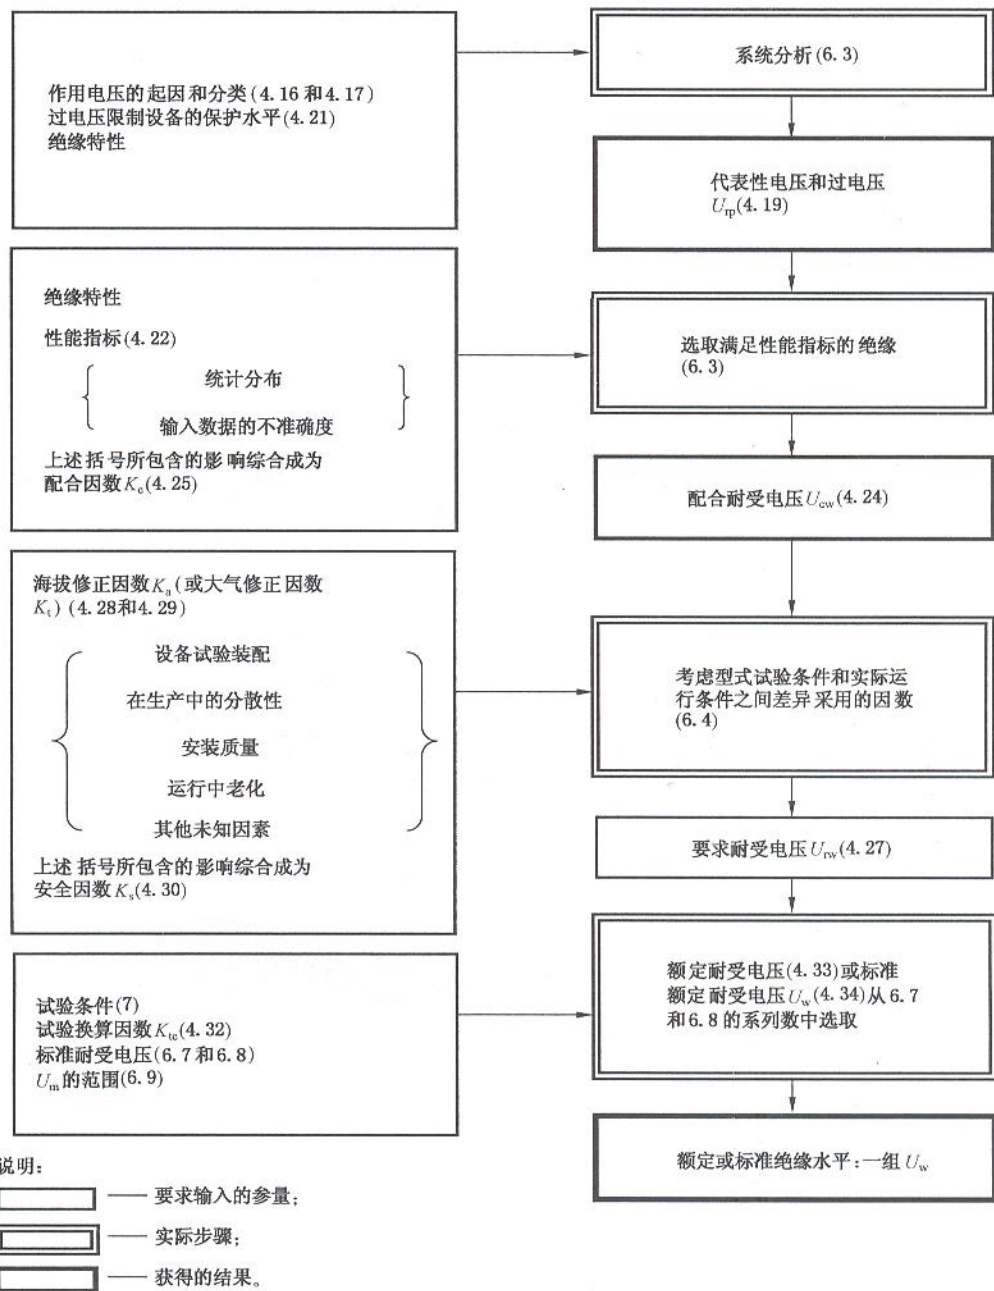 作用电压的起因和分类(4.16和4.17)
过电压限制设备的保护水平(4.21)
绝缘特性
系统分析(6.3)
代表性电压和过电压
Urp(4.19)
绝缘特性
性能指标(4.22)
统计分布
输入数据的不准确度
上述括号所包含的影响综合成为
配合因数Kc(4.25)
选取满足性能指标的绝缘
(6.3)
配合耐受电压Ucw(4.24)
海拔修正因数Ka(或大气修正因数
Kt)(4.28和4.29)
设备试验装配
在生产中的分散性
安装质量
运行中老化
其他未知因素
上述括号所包含的影响综合成为
安全因数Ks(4.30)
考虑型式试验条件和实际运
行条件之间差异采用的因数
(6.4)
要求耐受电压Urw(4.27)
试验条件(7)
试验换算因数Ktc(4.32)
标准耐受电压(6.7和6.8)
Um的范围(6.9)
额定耐受电压(4.33)或标准
额定耐受电压Uw(4.34)从6.7
和6.8的系列数中选取
额定或标准绝缘水平:一组Uw
说明:
——要求输入的参量;
——实际步骤;
——获得的结果。